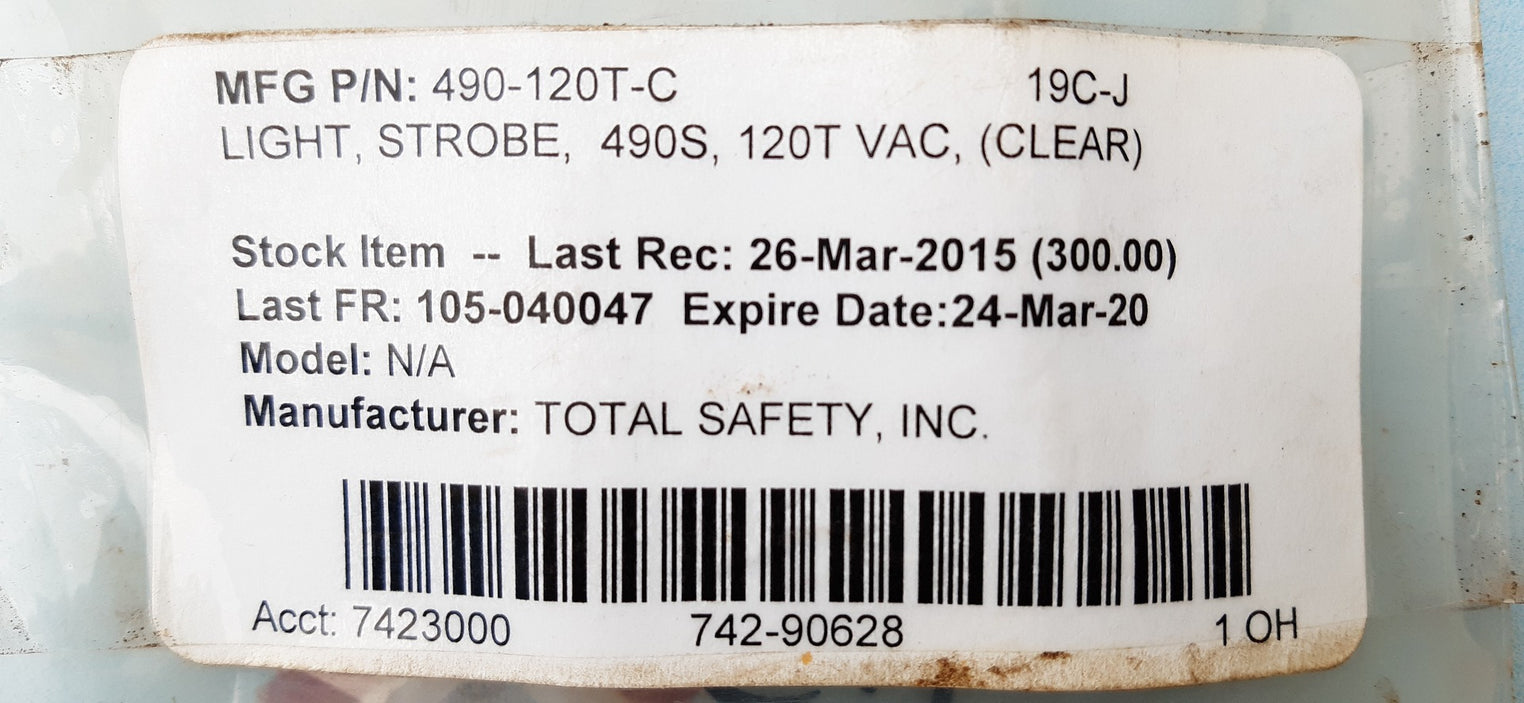 MFG P/N: 490-120T-C 19C-J
LIGHT, STROBE, 490S, 120T VAC, (CLEAR)
Stock Item -- Last Rec: 26-Mar-2015 (300.00)
Last FR: 105-040047 Expire Date:24-Mar-20
Model: N/A
Manufacturer: TOTAL SAFETY, INC.
Acct: 7423000 742-90628 1 OH